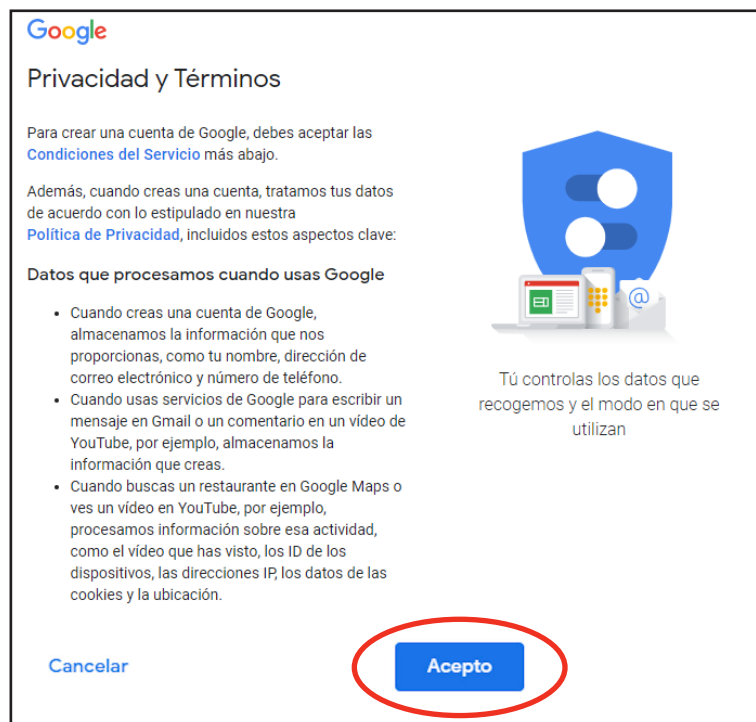 Google
Privacidad y Términos
Para crear una cuenta de Google, debes aceptar las
Condiciones del Servicio más abajo.
Además, cuando creas una cuenta, tratamos tus datos
de acuerdo con lo estipulado en nuestra
Política de Privacidad, incluidos estos aspectos clave:
Datos que procesamos cuando usas Google
• Cuando creas una cuenta de Google,
almacenamos la información que nos
proporcionas, como tu nombre, dirección de
correo electrónico y número de teléfono.
• Cuando usas servicios de Google para escribir un
mensaje en Gmail o un comentario en un vídeo de
YouTube, por ejemplo, almacenamos la
información que creas.
• Cuando buscas un restaurante en Google Maps o
ves un vídeo en YouTube, por ejemplo,
procesamos información sobre esa actividad,
como el vídeo que has visto, los ID de los
dispositivos, las direcciones IP, los datos de las
cookies y la ubicación.
@
Tú controlas los datos que
recogemos y el modo en que se
utilizan
Cancelar
Acepto